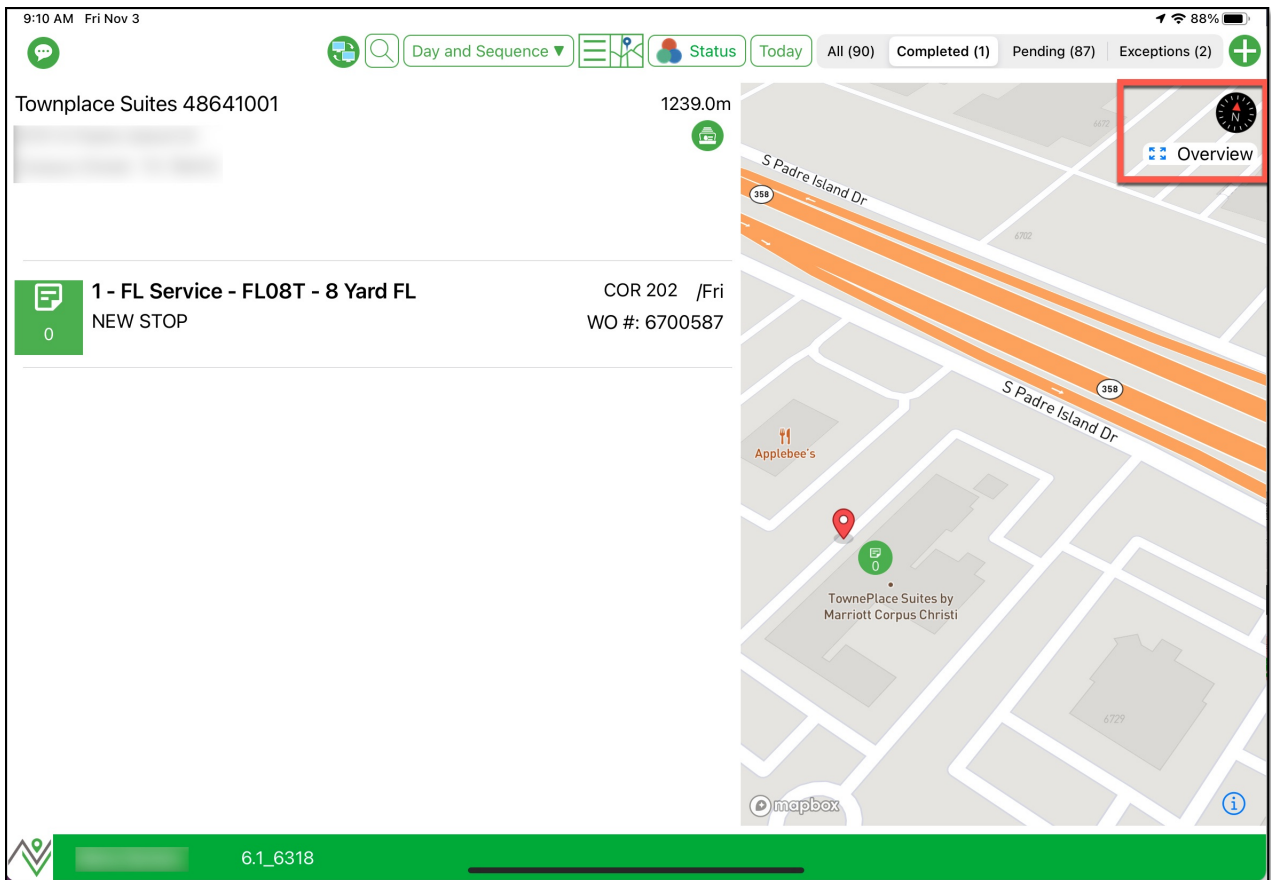 9:10 AM Fri Nov 3
88%
Day and Sequence ▼
Status
Today
All (90)
Completed (1)
Pending (87)
Exceptions (2)
Townplace Suites 48641001
1239.0m
1 - FL Service - FL08T - 8 Yard FL
COR 202 /Fri
NEW STOP
WO #: 6700587
0
N
Overview
6672
S Padre Island Dr
358
6702
358
S Padre Island Dr
Applebee's
0
TownePlace Suites by
Marriott Corpus Christi
6729
mapbox
6.1_6318